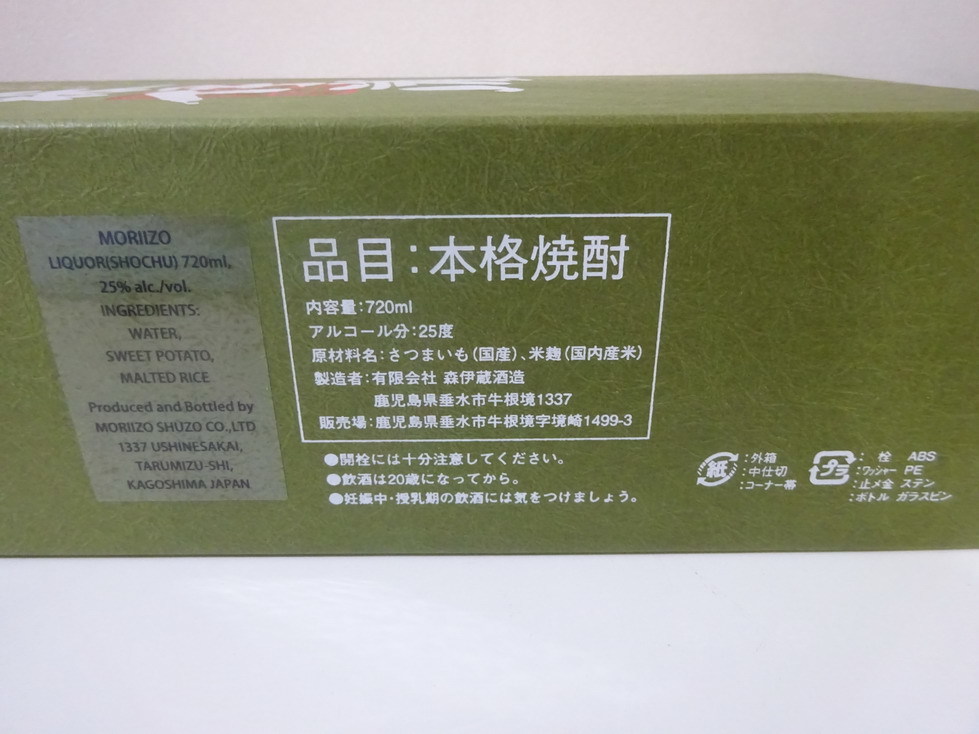 MORIIZO
LIQUOR(SHOCHU) 720ml,
25% alc./vol.
INGREDIENTS:
WATER,
SWEET POTATO,
MALTED RICE
Produced and Bottled by
MORIIZO SHUZO CO.,LTD
1337 USHINESAKAI,
TARUMIZU-SHI,
KAGOSHIMA JAPAN
品目:本格焼酎
内容量:720ml
アルコール分:25度
原材料名:さつまいも(国産)、米麹(国内産米)
製造者:有限会社 森伊蔵酒造
鹿児島県垂水市牛根境1337
販売場:鹿児島県垂水市牛根境字境崎1499-3
●開栓には十分注意してください。
●飲酒は20歳になってから。
●妊娠中・授乳期の飲酒には気をつけましょう。
紙
:外箱
:中仕切
:コーナー帯
プラ
: 栓 ABS
:ワッシャー PE
:止メ金 ステン
:ボトル ガラスビン